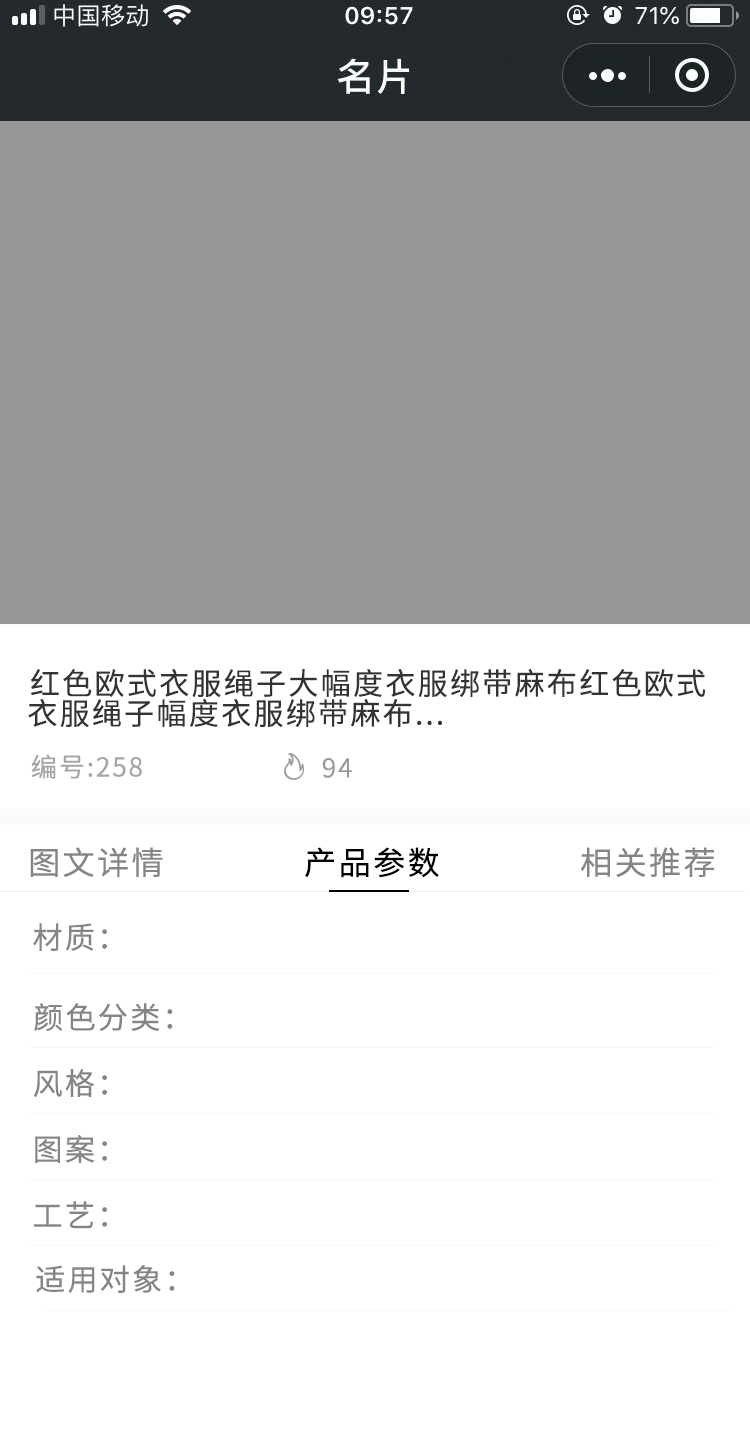 中国移动 09:57 71%
名片
红色欧式衣服绳子大幅度衣服绑带麻布红色欧式
衣服绳子幅度衣服绑带麻布...
编号:258 94
图文详情 产品参数 相关推荐
材质：
颜色分类：
风格：
图案：
工艺：
适用对象：